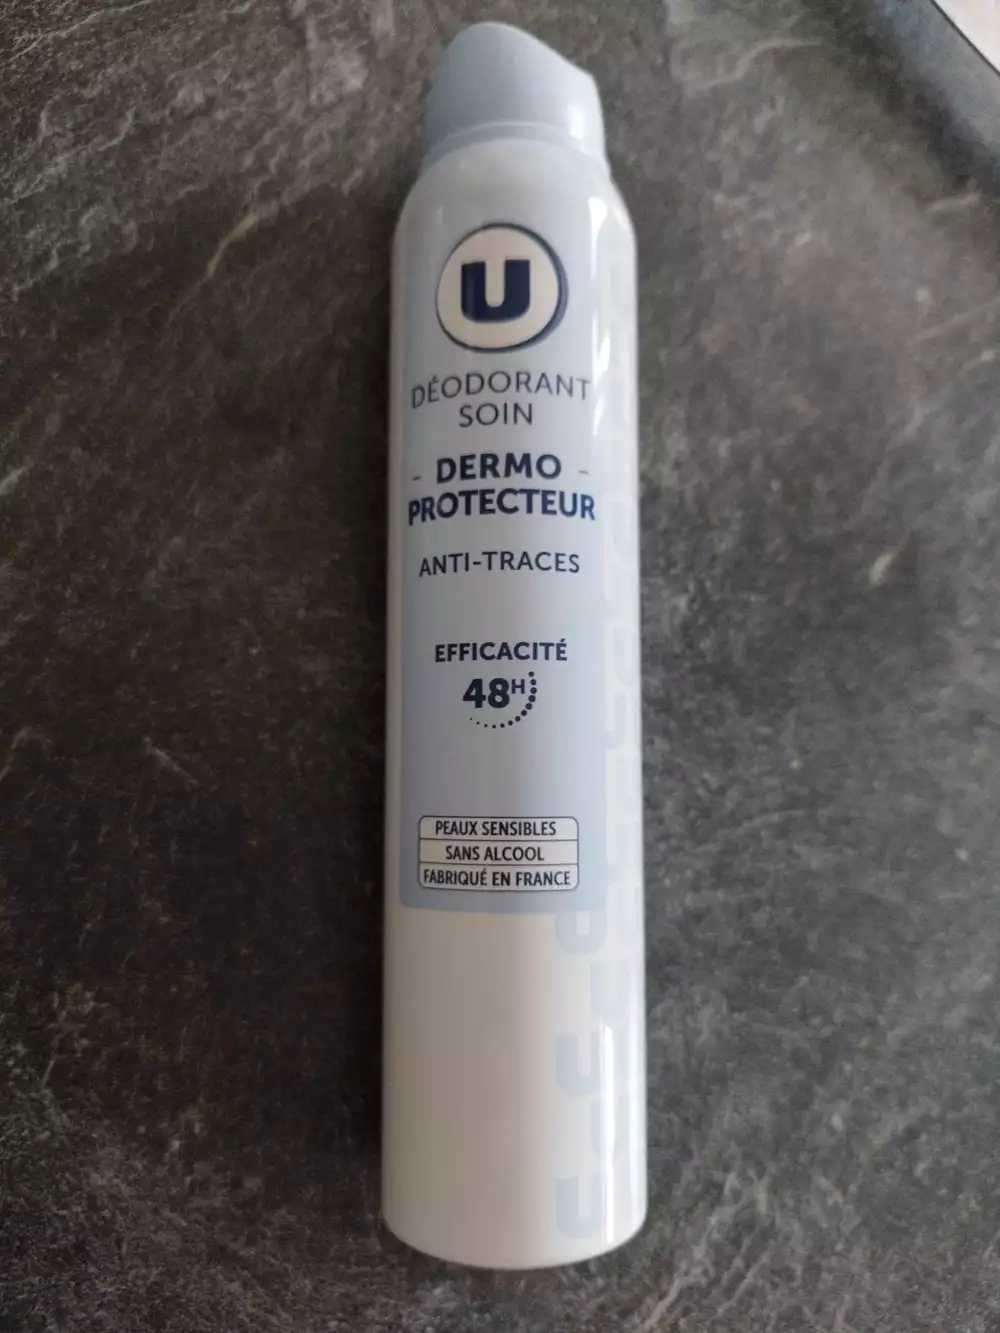 U
DÉODORANT
SOIN
- DERMO -
PROTECTEUR
ANTI-TRACES
EFFICACITÉ
48H
PEAUX SENSIBLES
SANS ALCOOL
FABRIQUÉ EN FRANCE